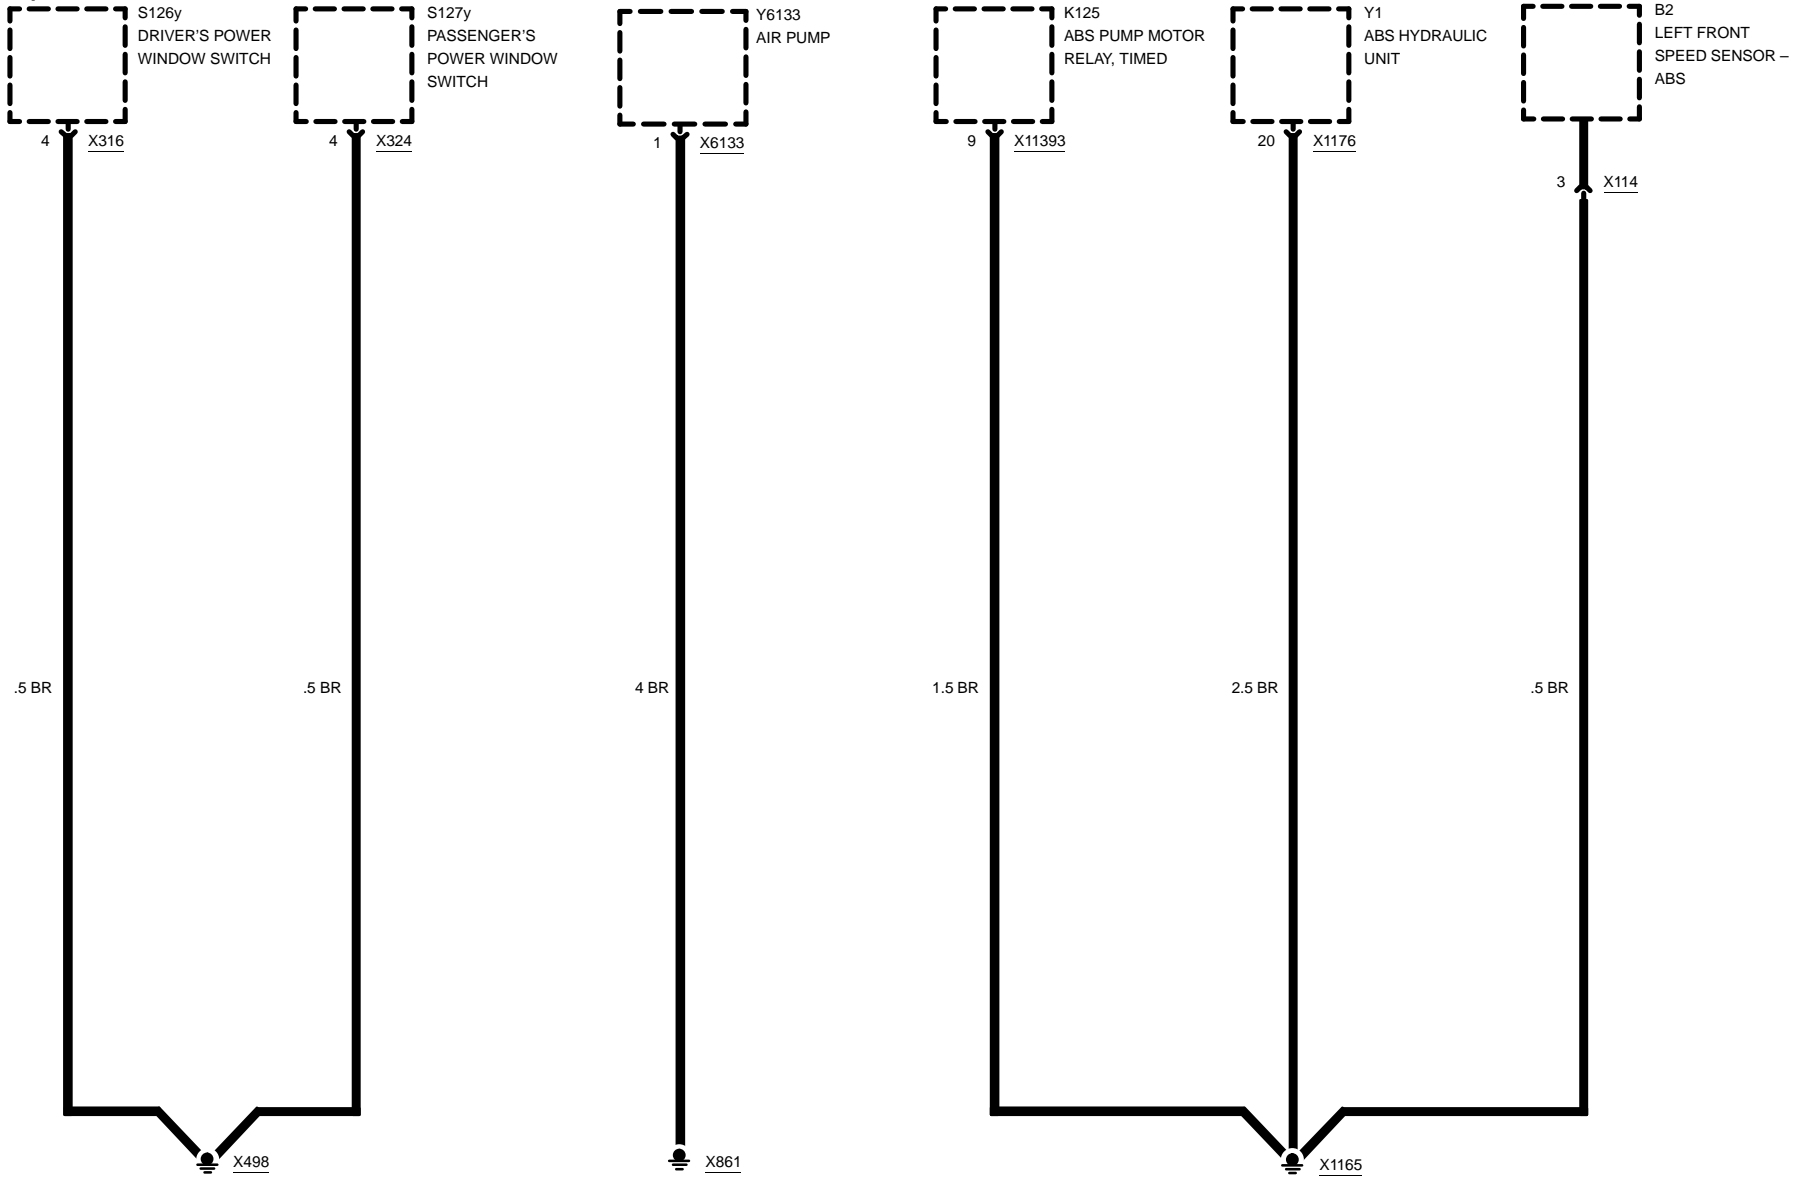 S126y
DRIVER’S POWER
WINDOW SWITCH
S127y
PASSENGER’S
POWER WINDOW
SWITCH
Y6133
AIR PUMP
K125
ABS PUMP MOTOR
RELAY, TIMED
Y1
ABS HYDRAULIC
UNIT
B2
LEFT FRONT
SPEED SENSOR –
ABS
4 X316
4 X324
1 X6133
9 X11393
20 X1176
3 X114
.5 BR
.5 BR
4 BR
1.5 BR
2.5 BR
.5 BR
X498
X861
X1165